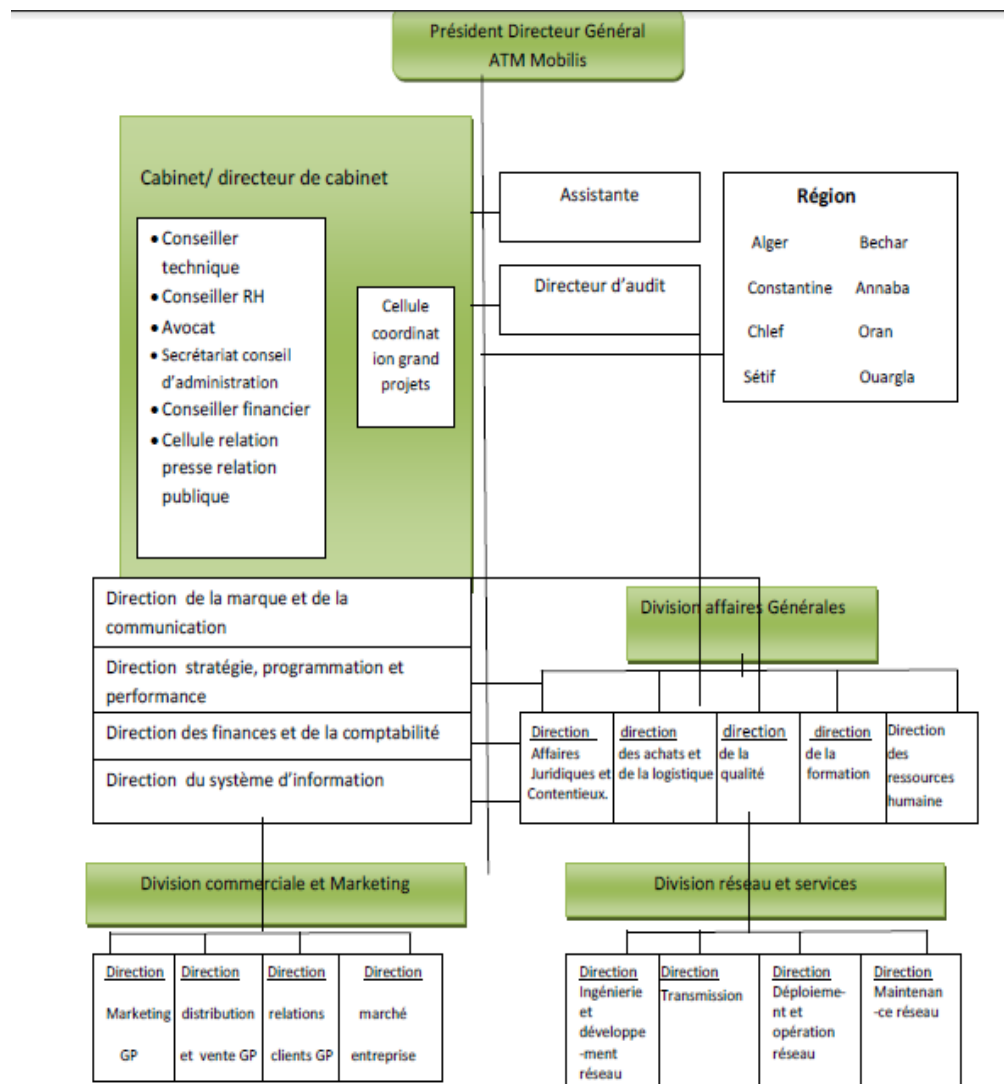 Président Directeur Général
ATM Mobilis
Cabinet/ directeur de cabinet
• Conseiller
technique
• Conseiller RH
• Avocat
• Secrétariat conseil
d'administration
• Conseiller financier
• Cellule relation
presse relation
publique
Cellule
coordinat
ion grand
projets
Assistante
Directeur d'audit
Région
Alger Bechar
Constantine Annaba
Chlef Oran
Sétif Ouargla
Direction de la marque et de la
communication
Direction stratégie, programmation et
performance
Direction des finances et de la comptabilité
Direction du système d'information
Division affaires Générales
Direction
Affaires
Juridiques et
Contentieux.
direction
des achats et
de la logistique
direction
de la
qualité
direction
de la
formation
Direction
des
ressources
humaine
Division commerciale et Marketing
Direction
Marketing
GP
Direction
distribution
et vente GP
Direction
relations
clients GP
Direction
marché
entreprise
Division réseau et services
Direction
Ingénierie
et
développe
-ment
réseau
Direction
Transmission
Direction
Déploieme-
nt et
opération
réseau
Direction
Maintenan
-ce réseau